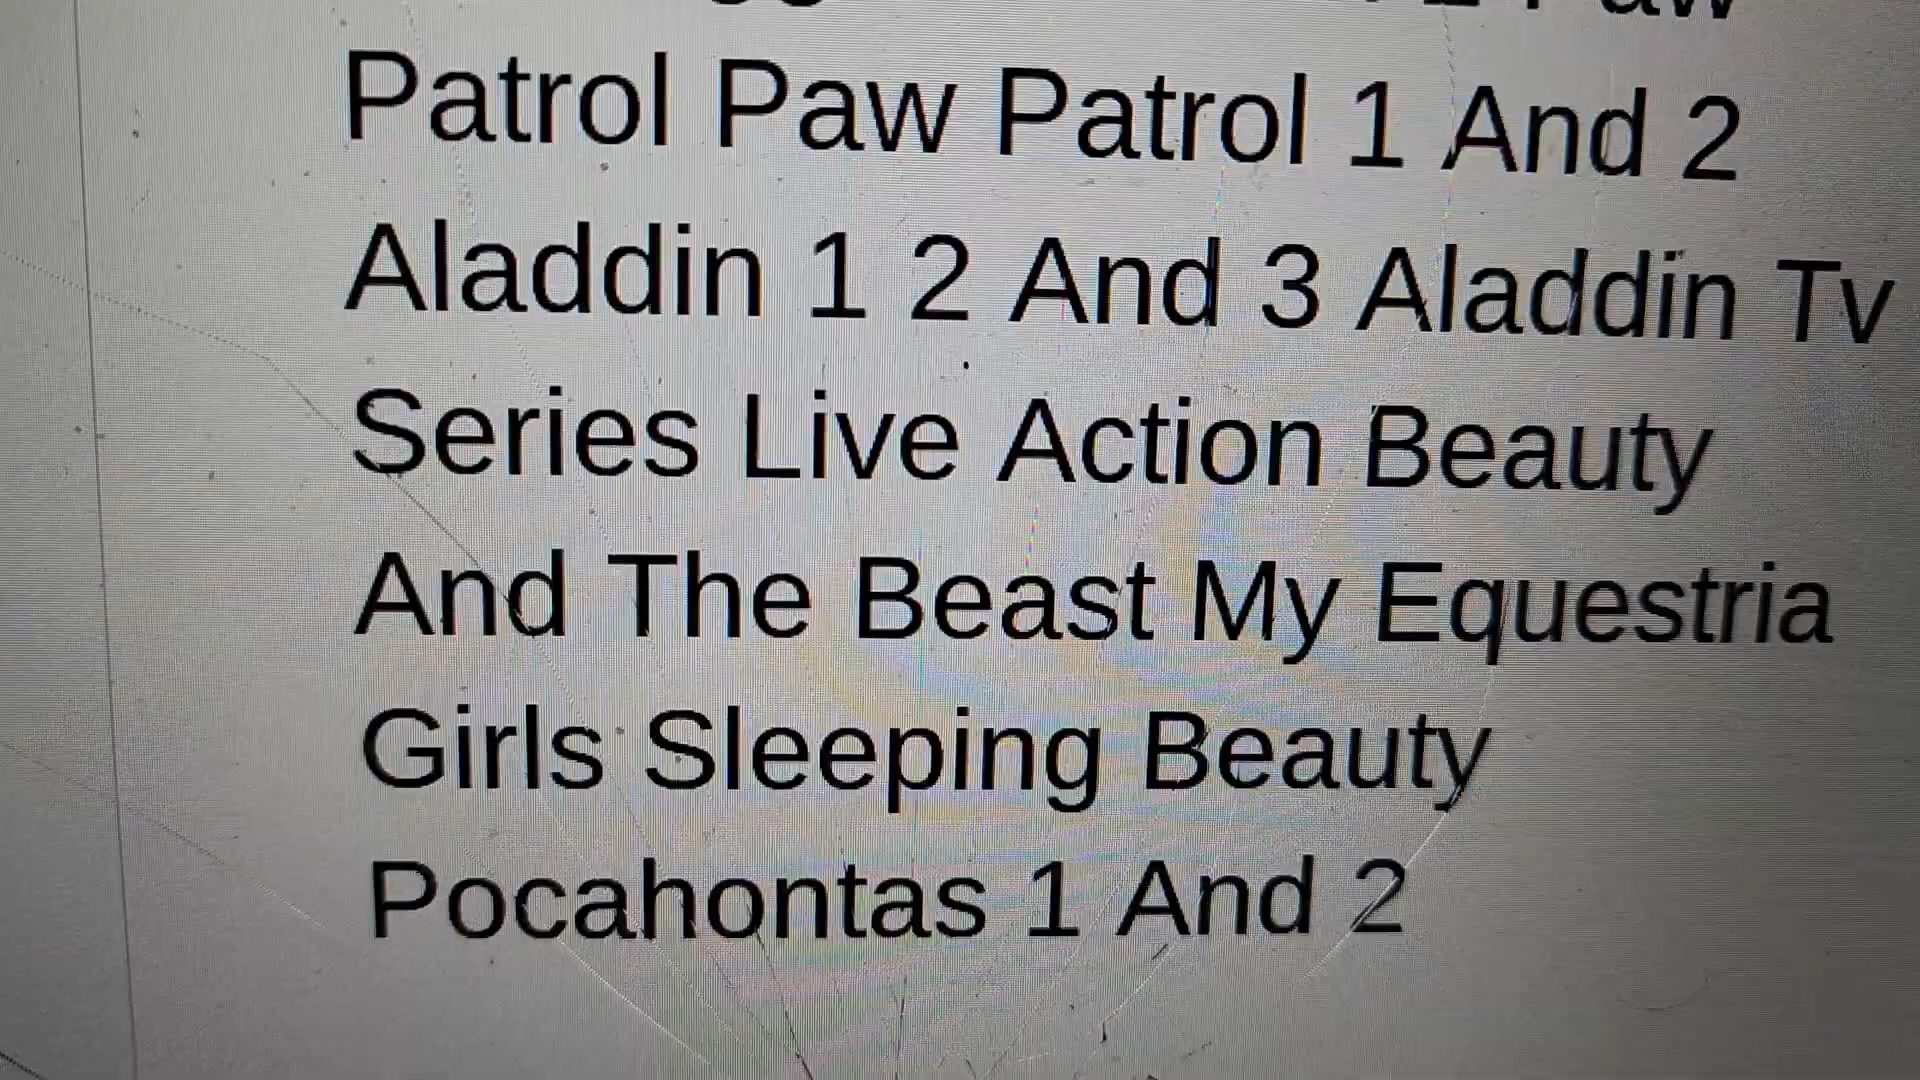 Paw
Patrol Paw Patrol 1 And 2
Aladdin 1 2 And 3 Aladdin Tv
Series Live Action Beauty
And The Beast My Equestria
Girls Sleeping Beauty
Pocahontas 1 And 2